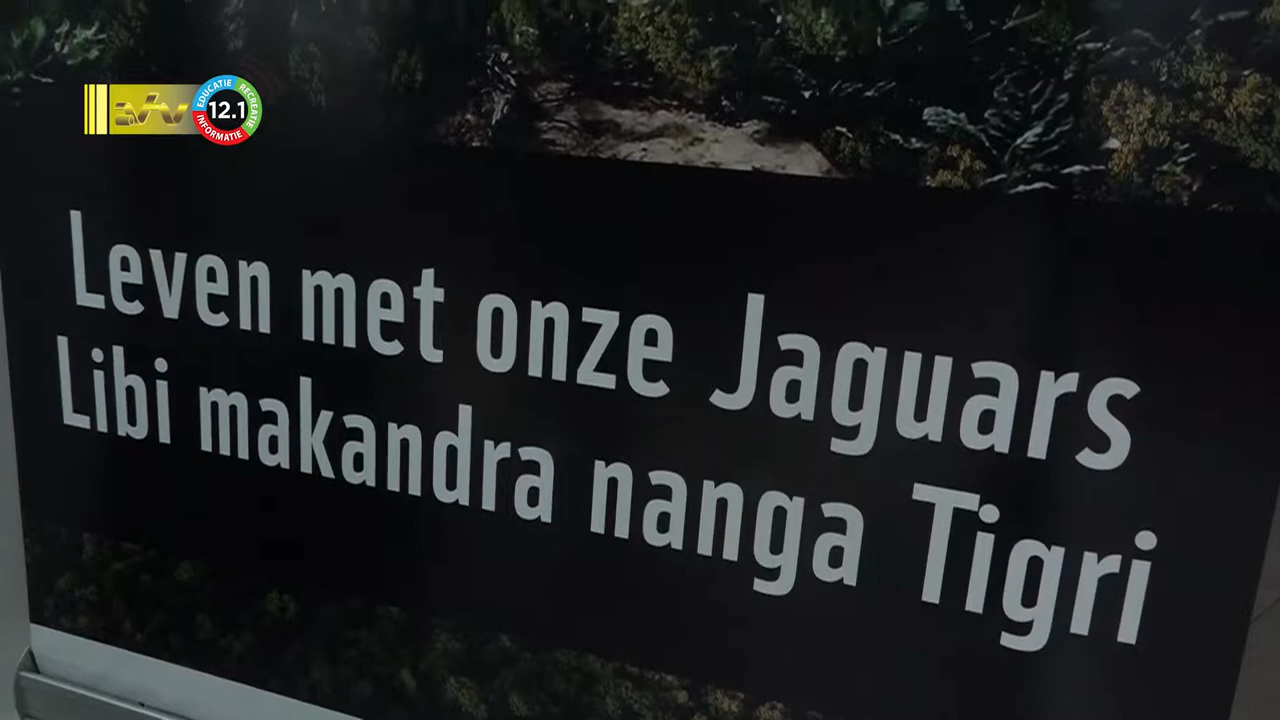 EDUCATIE
RECREATIE
INFORMATIE
12.1
Leven met onze Jaguars
Libi makandra nanga Tigri